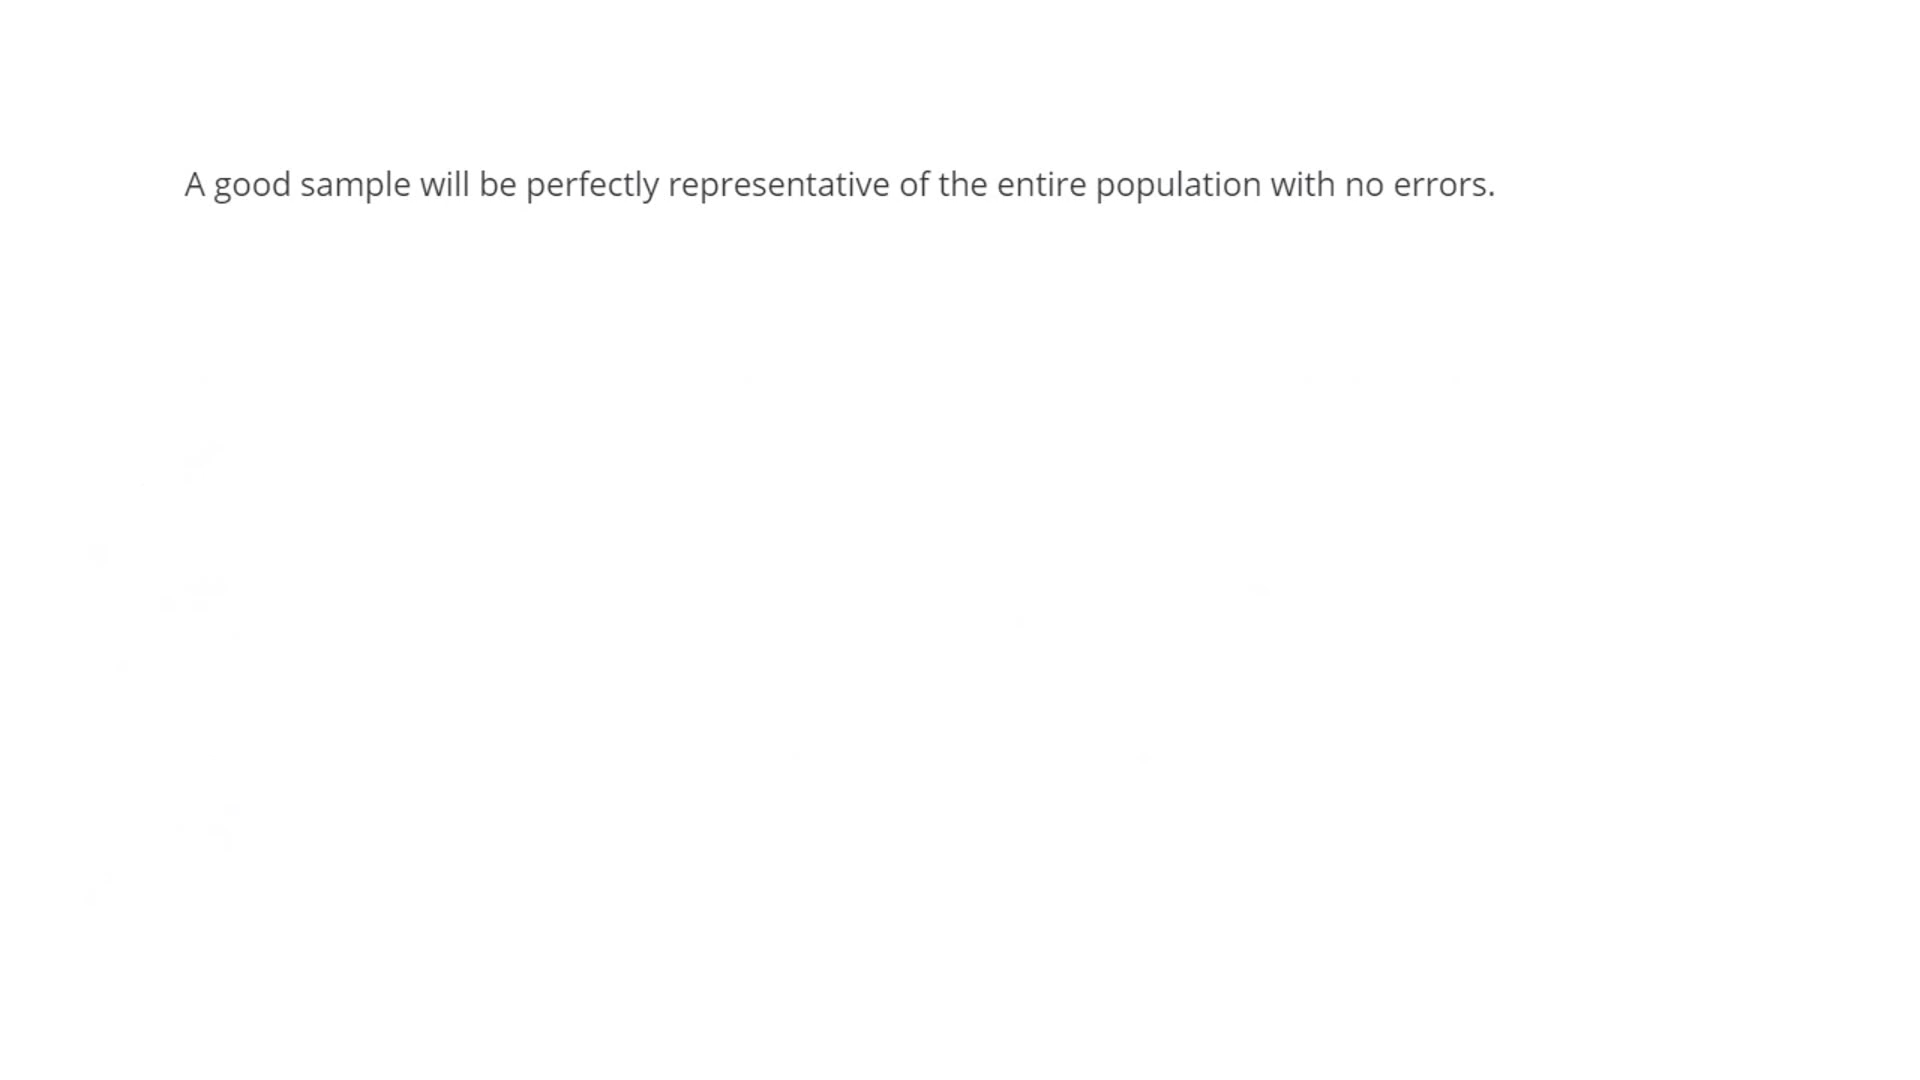 A good sample will be perfectly representative of the entire population with no errors.